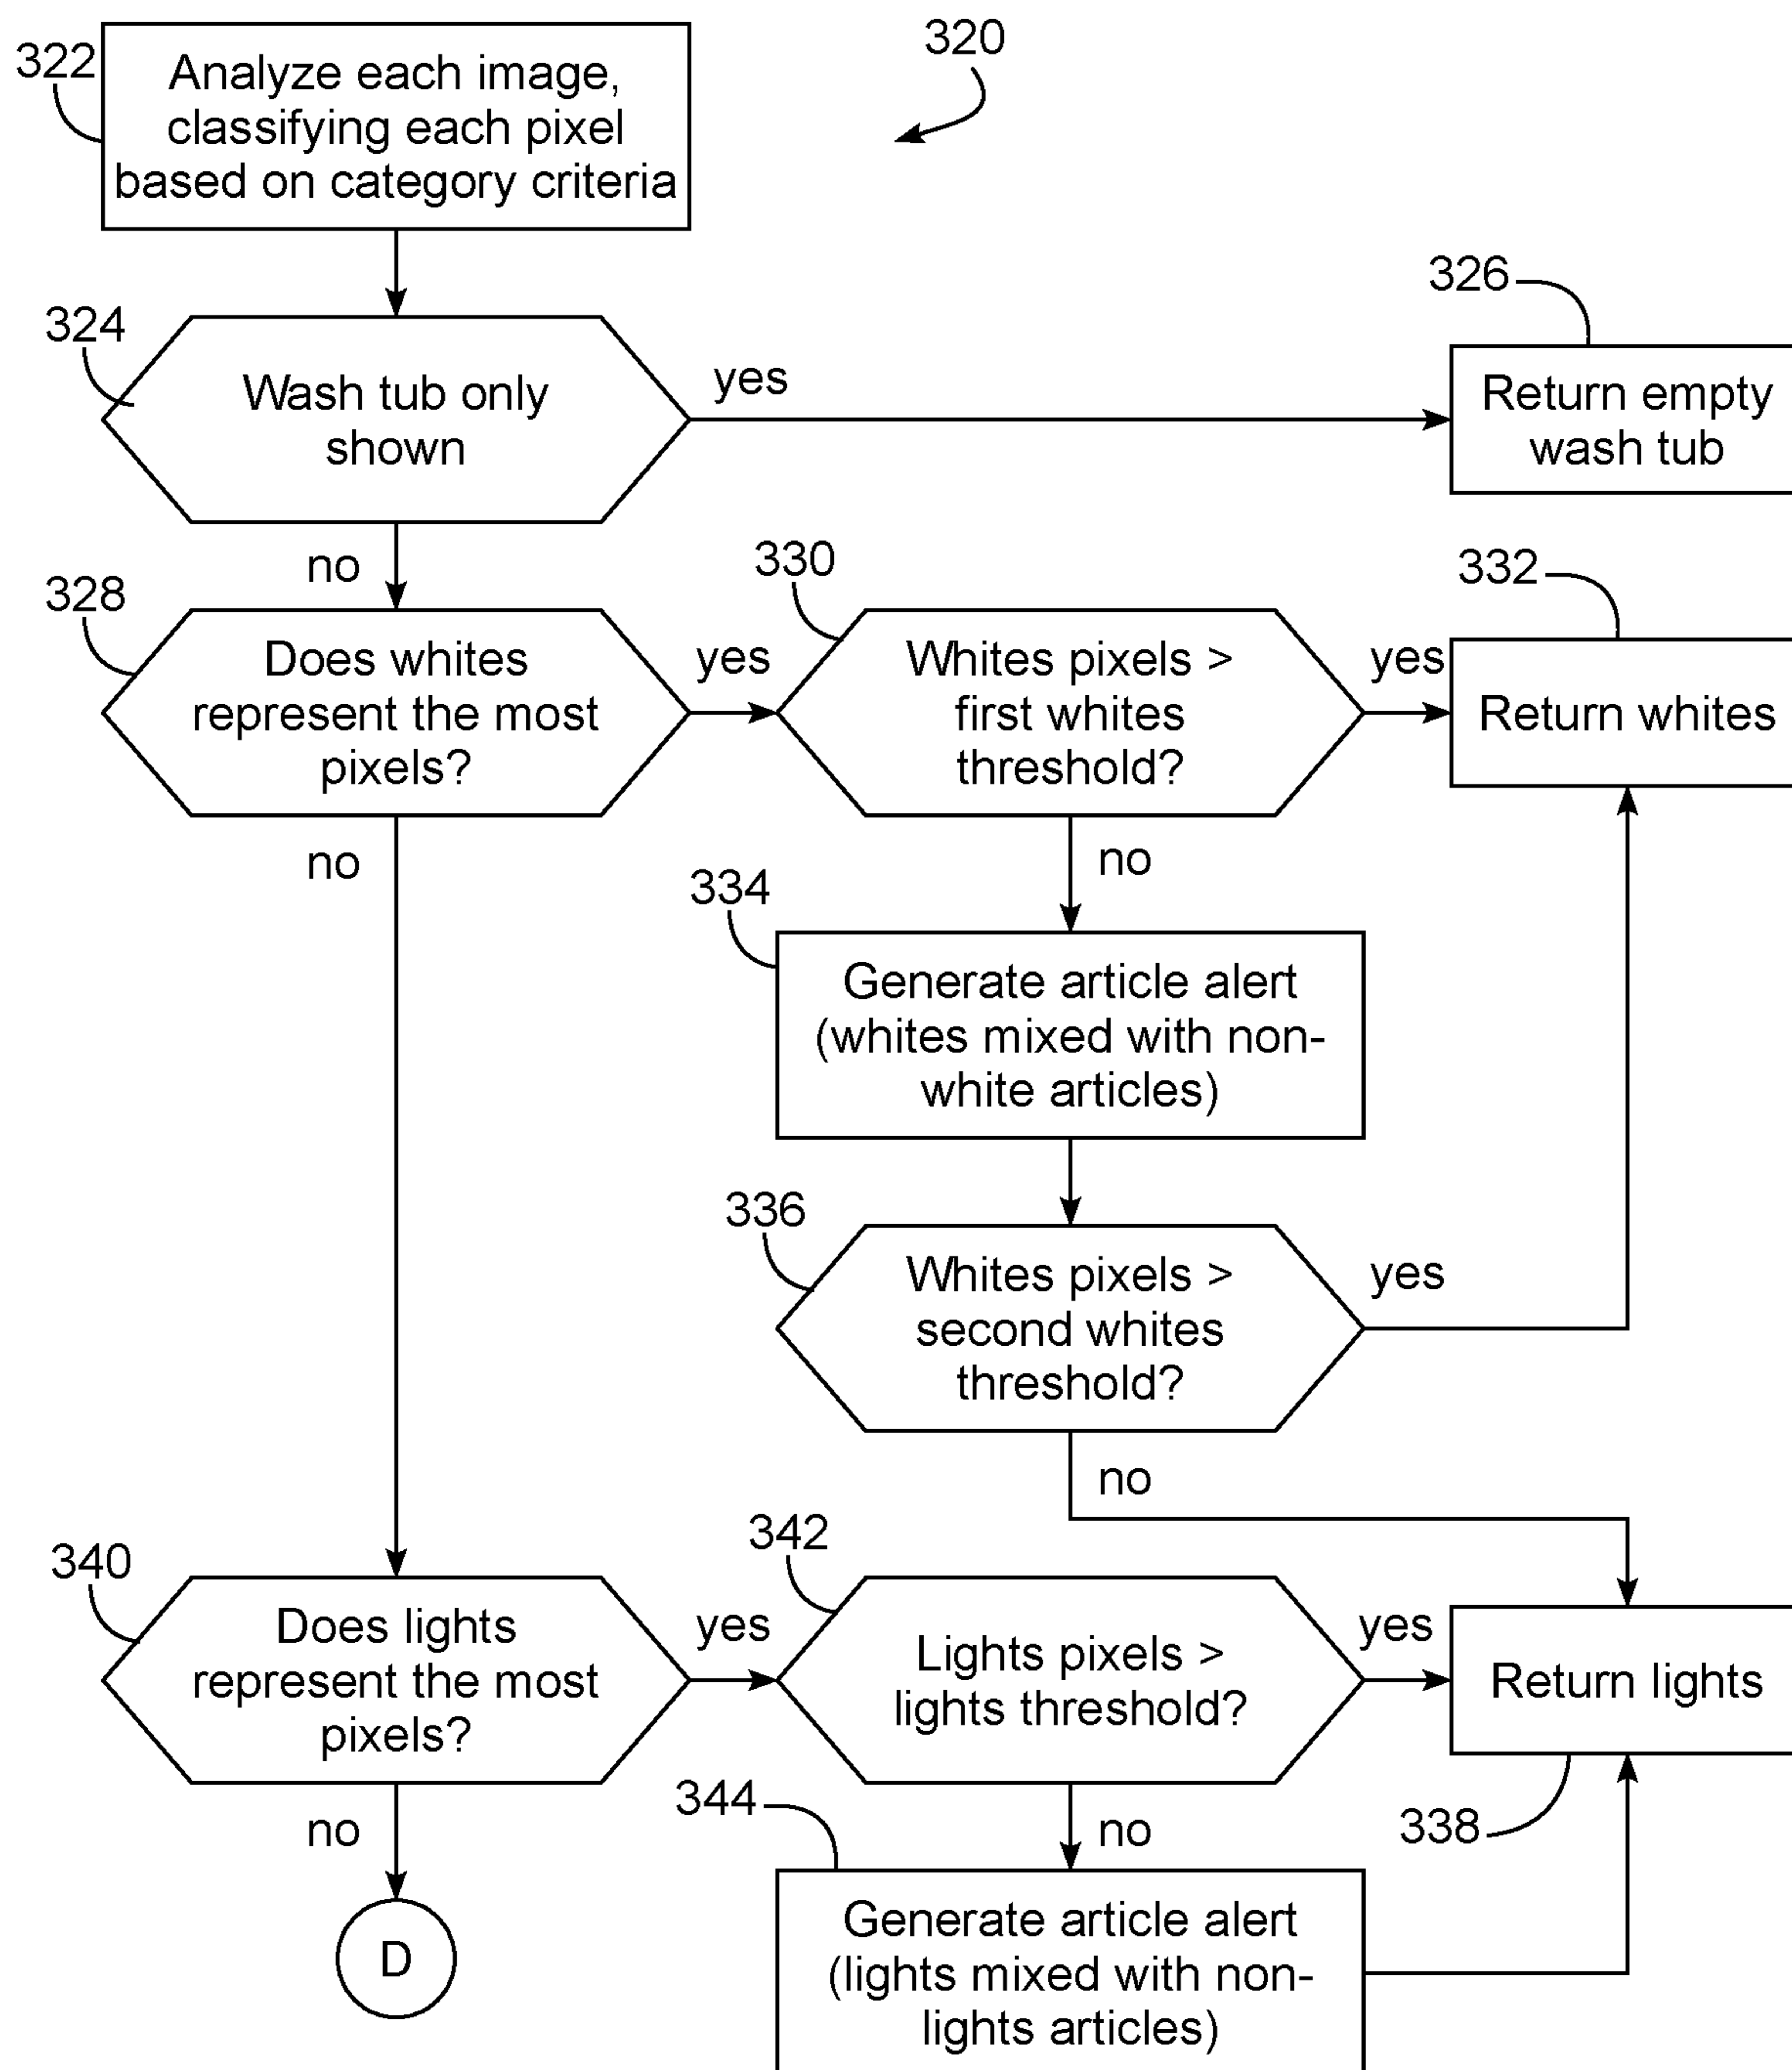 320
322
Analyze each image,
classifying each pixel
based on category criteria
324
Wash tub only
shown
yes
326
Return empty
wash tub
no
328
Does whites
represent the most
pixels?
yes
330
Whites pixels >
first whites
threshold?
yes
332
Return whites
no
no
334
Generate article alert
(whites mixed with non-
white articles)
336
Whites pixels >
second whites
threshold?
yes
no
340
Does lights
represent the most
pixels?
yes
342
Lights pixels >
lights threshold?
yes
Return lights
338
no
no
344
Generate article alert
(lights mixed with non-
lights articles)
D